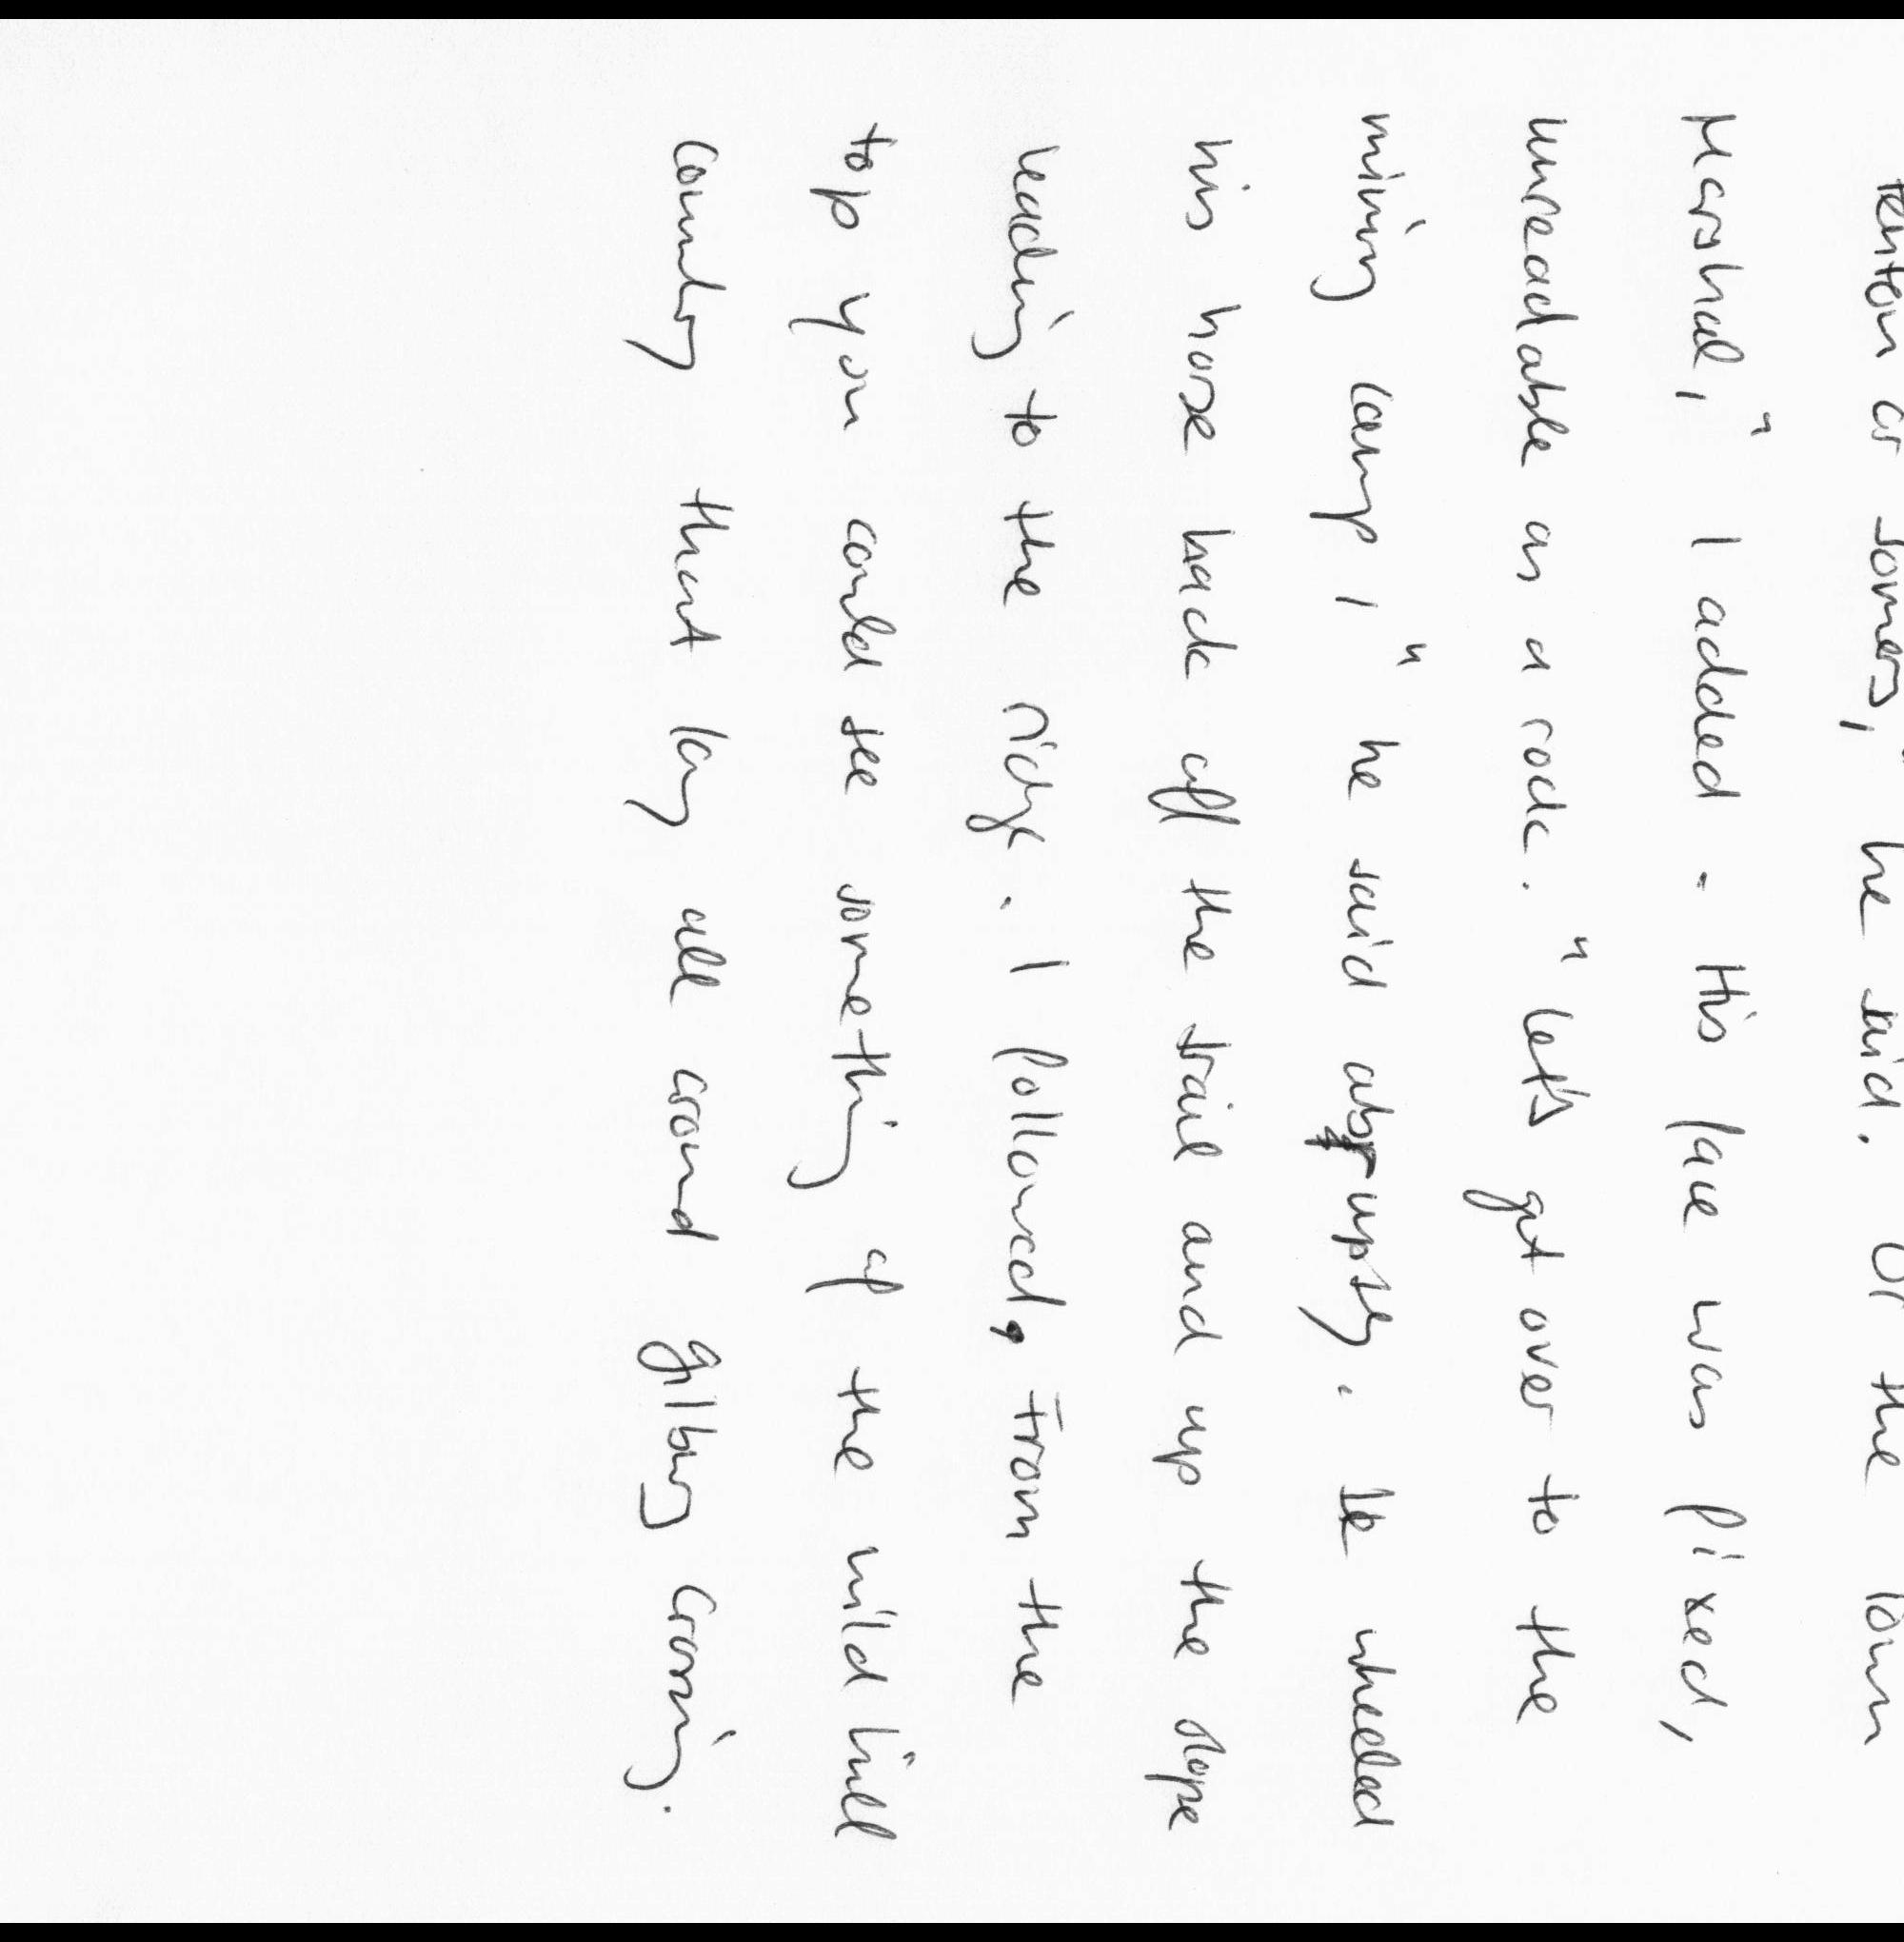 Fenton or Somers," he said. Or the Town
Marshal," I added. His face was fixed,
unreadable as a rock. "Let's get over to the
mining camp," he said abruptly. He wheeled
his horse back off the trail and up the slope
leading to the ridge. I followed, From the
top you could see something of the wild hill
country that lay all around Gilbury Crossing.